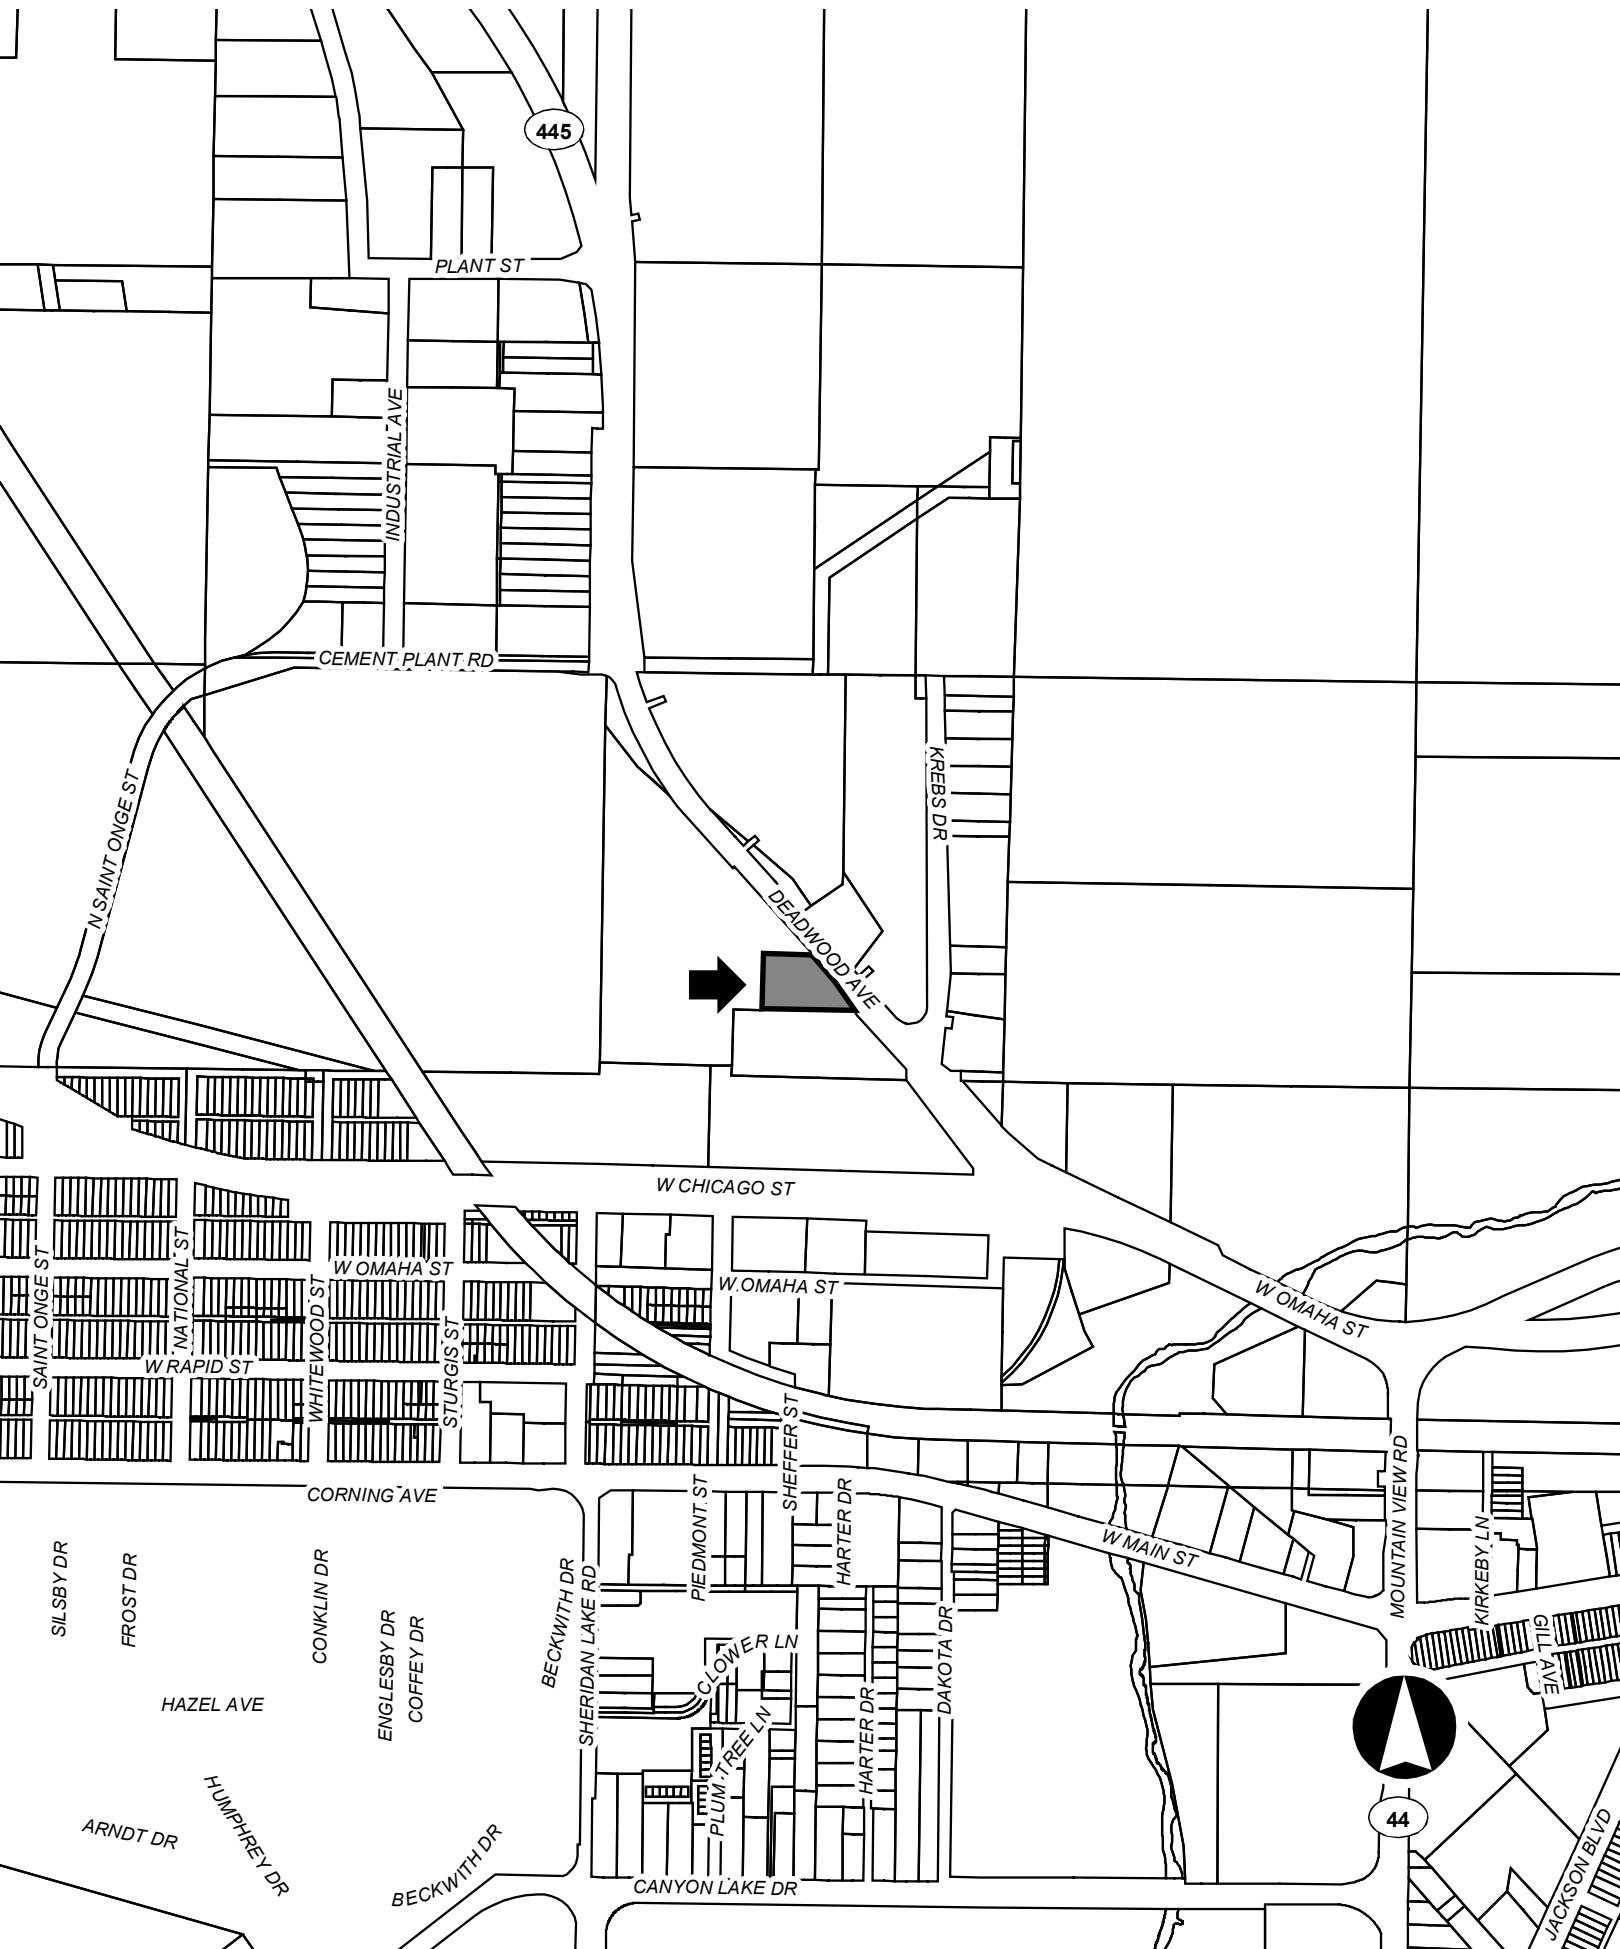 445
PLANT ST
INDUSTRIAL AVE
CEMENT PLANT RD
KREBS DR
N SAINT ONGE ST
DEADWOOD AVE
W CHICAGO ST
W OMAHA ST
W OMAHA ST
W OMAHA ST
SAINT ONGE ST
NATIONAL ST
WHITEWOOD ST
STURGIS ST
W RAPID ST
SHEFFER ST
CORNING AVE
PIEDMONT ST
HARTER DR
MOUNTAIN VIEW RD
W MAIN ST
KIRKEBY LN
SILSBY DR
FROST DR
CONKLIN DR
ENGLESBY DR
COFFEY DR
BECKWITH DR
SHERIDAN LAKE RD
CLOWER LN
DAKOTA DR
GILL AVE
HAZEL AVE
PLUM TREE LN
HARTER DR
HUMPHREY DR
ARNDT DR
BECKWITH DR
44
JACKSON BLVD
CANYON LAKE DR